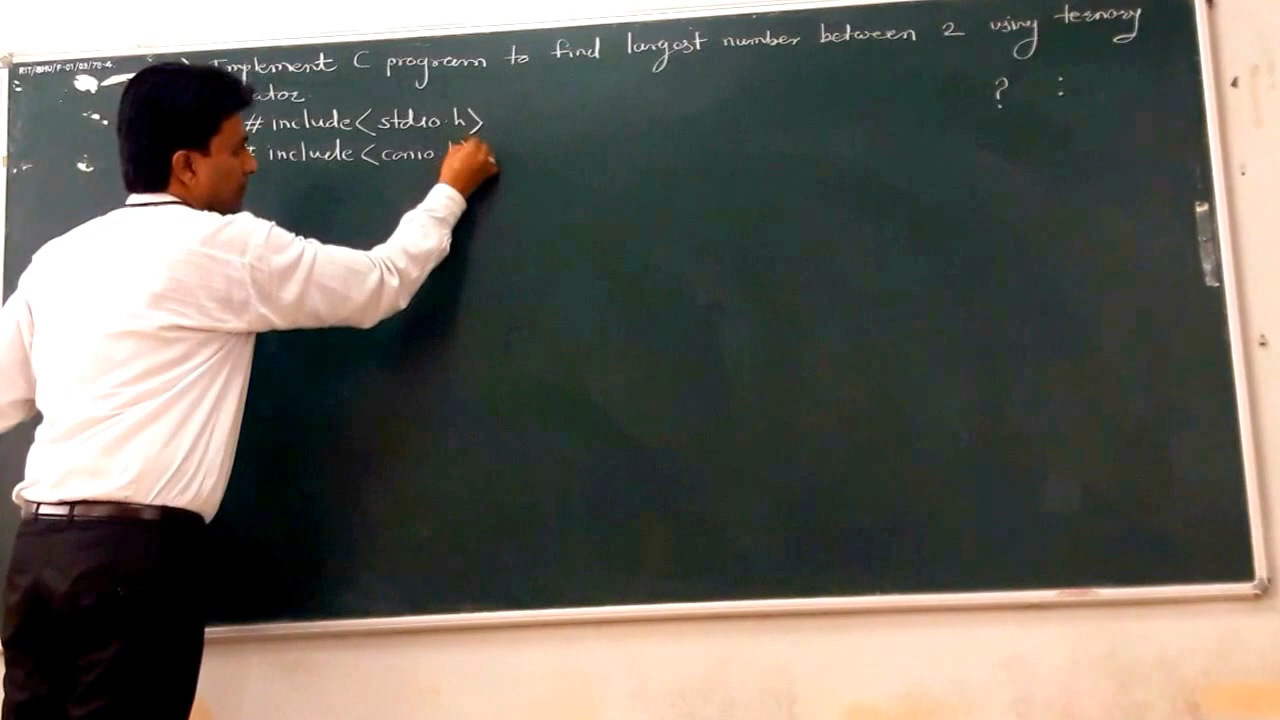 RIT/BHU/F-01/03/78-4.
Implement C program to find largest number between 2 using ternary
ator.
? :
# include<stdio.h>
include<conio.h